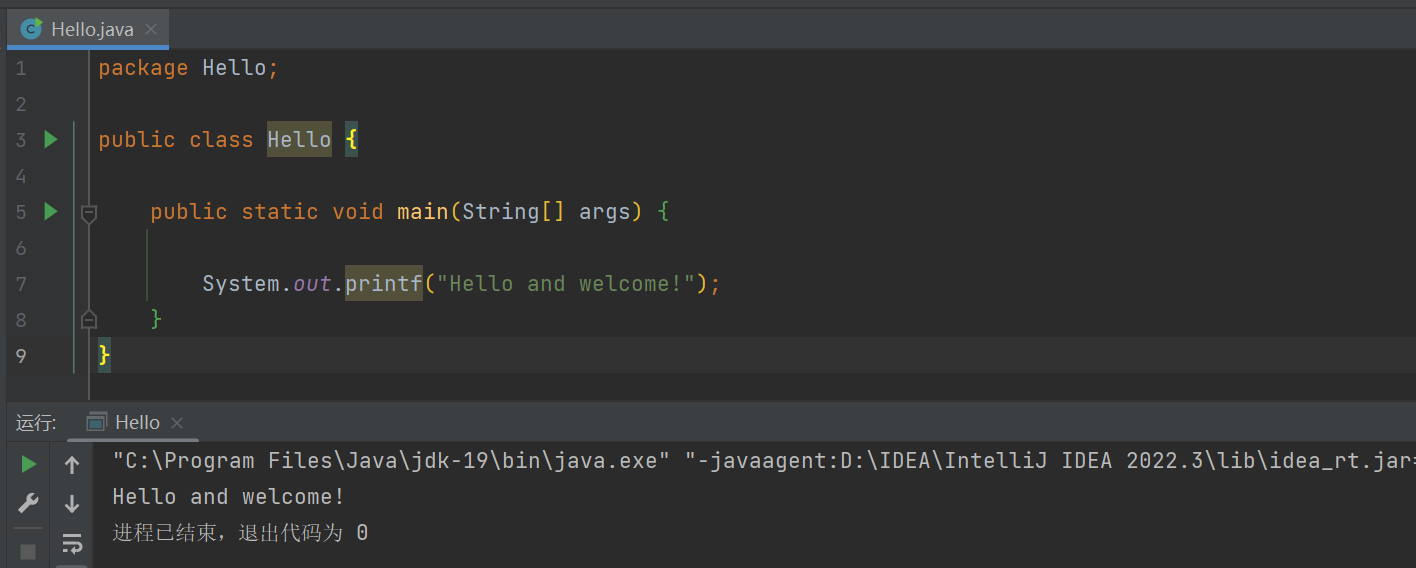 Hello.java
1 package Hello;
2
3 public class Hello {
4
5 public static void main(String[] args) {
6
7 System.out.printf("Hello and welcome!");
8 }
9 }
运行: Hello
"C:\Program Files\Java\jdk-19\bin\java.exe" "-javaagent:D:\IDEA\IntelliJ IDEA 2022.3\lib\idea_rt.jar=
Hello and welcome!
进程已结束，退出代码为 0